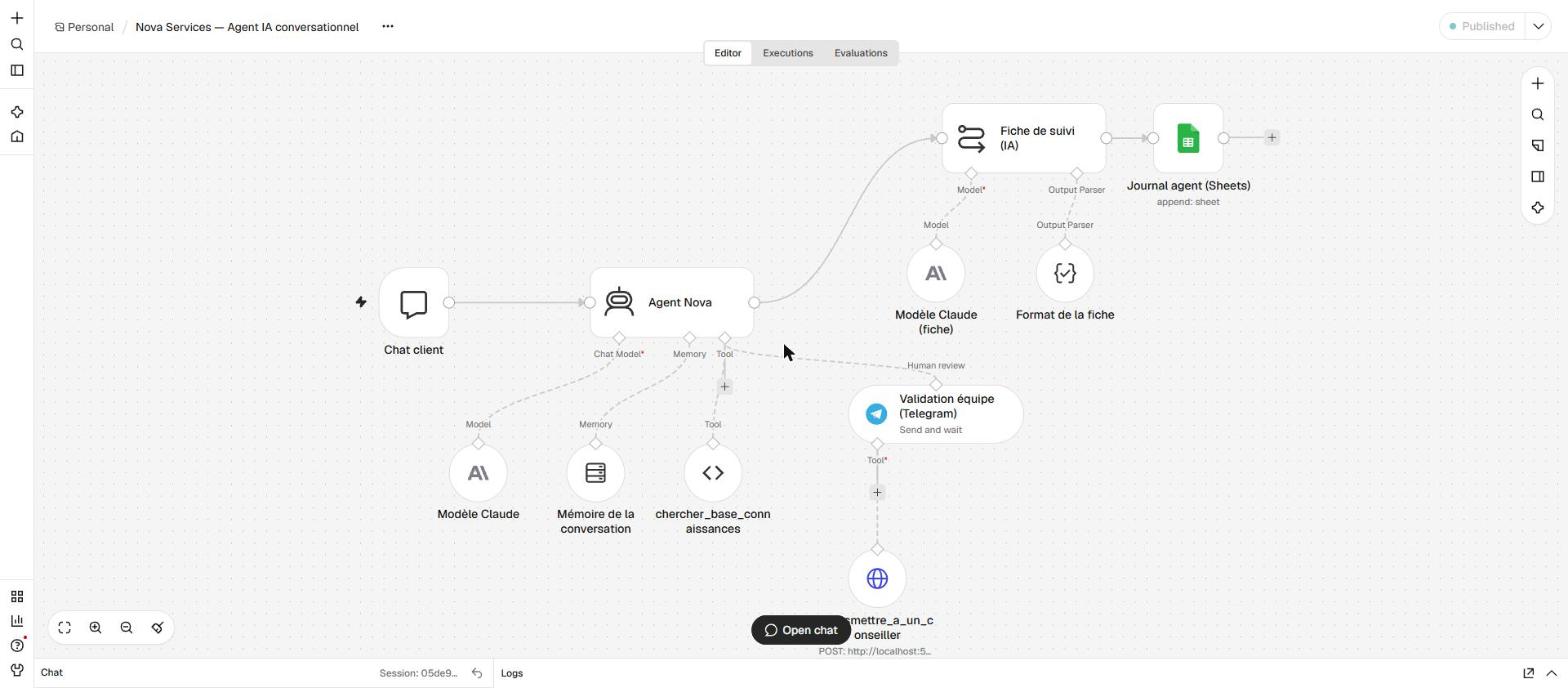 Personal / Nova Services — Agent IA conversationnel ...
Published
Editor Executions Evaluations
Fiche de suivi
(IA)
Model*
Output Parser
Journal agent (Sheets)
append: sheet
Model
Output Parser
Modèle Claude
(fiche)
Format de la fiche
Chat client
Agent Nova
Chat Model*
Memory
Tool
Human review
Validation équipe
(Telegram)
Send and wait
Tool*
Model
Memory
Tool
Modèle Claude
Mémoire de la
conversation
chercher_base_conn
aissances
smettre_a_un_c
onseiller
POST: http://localhost:5...
Open chat
Chat
Session: 05de9...
Logs